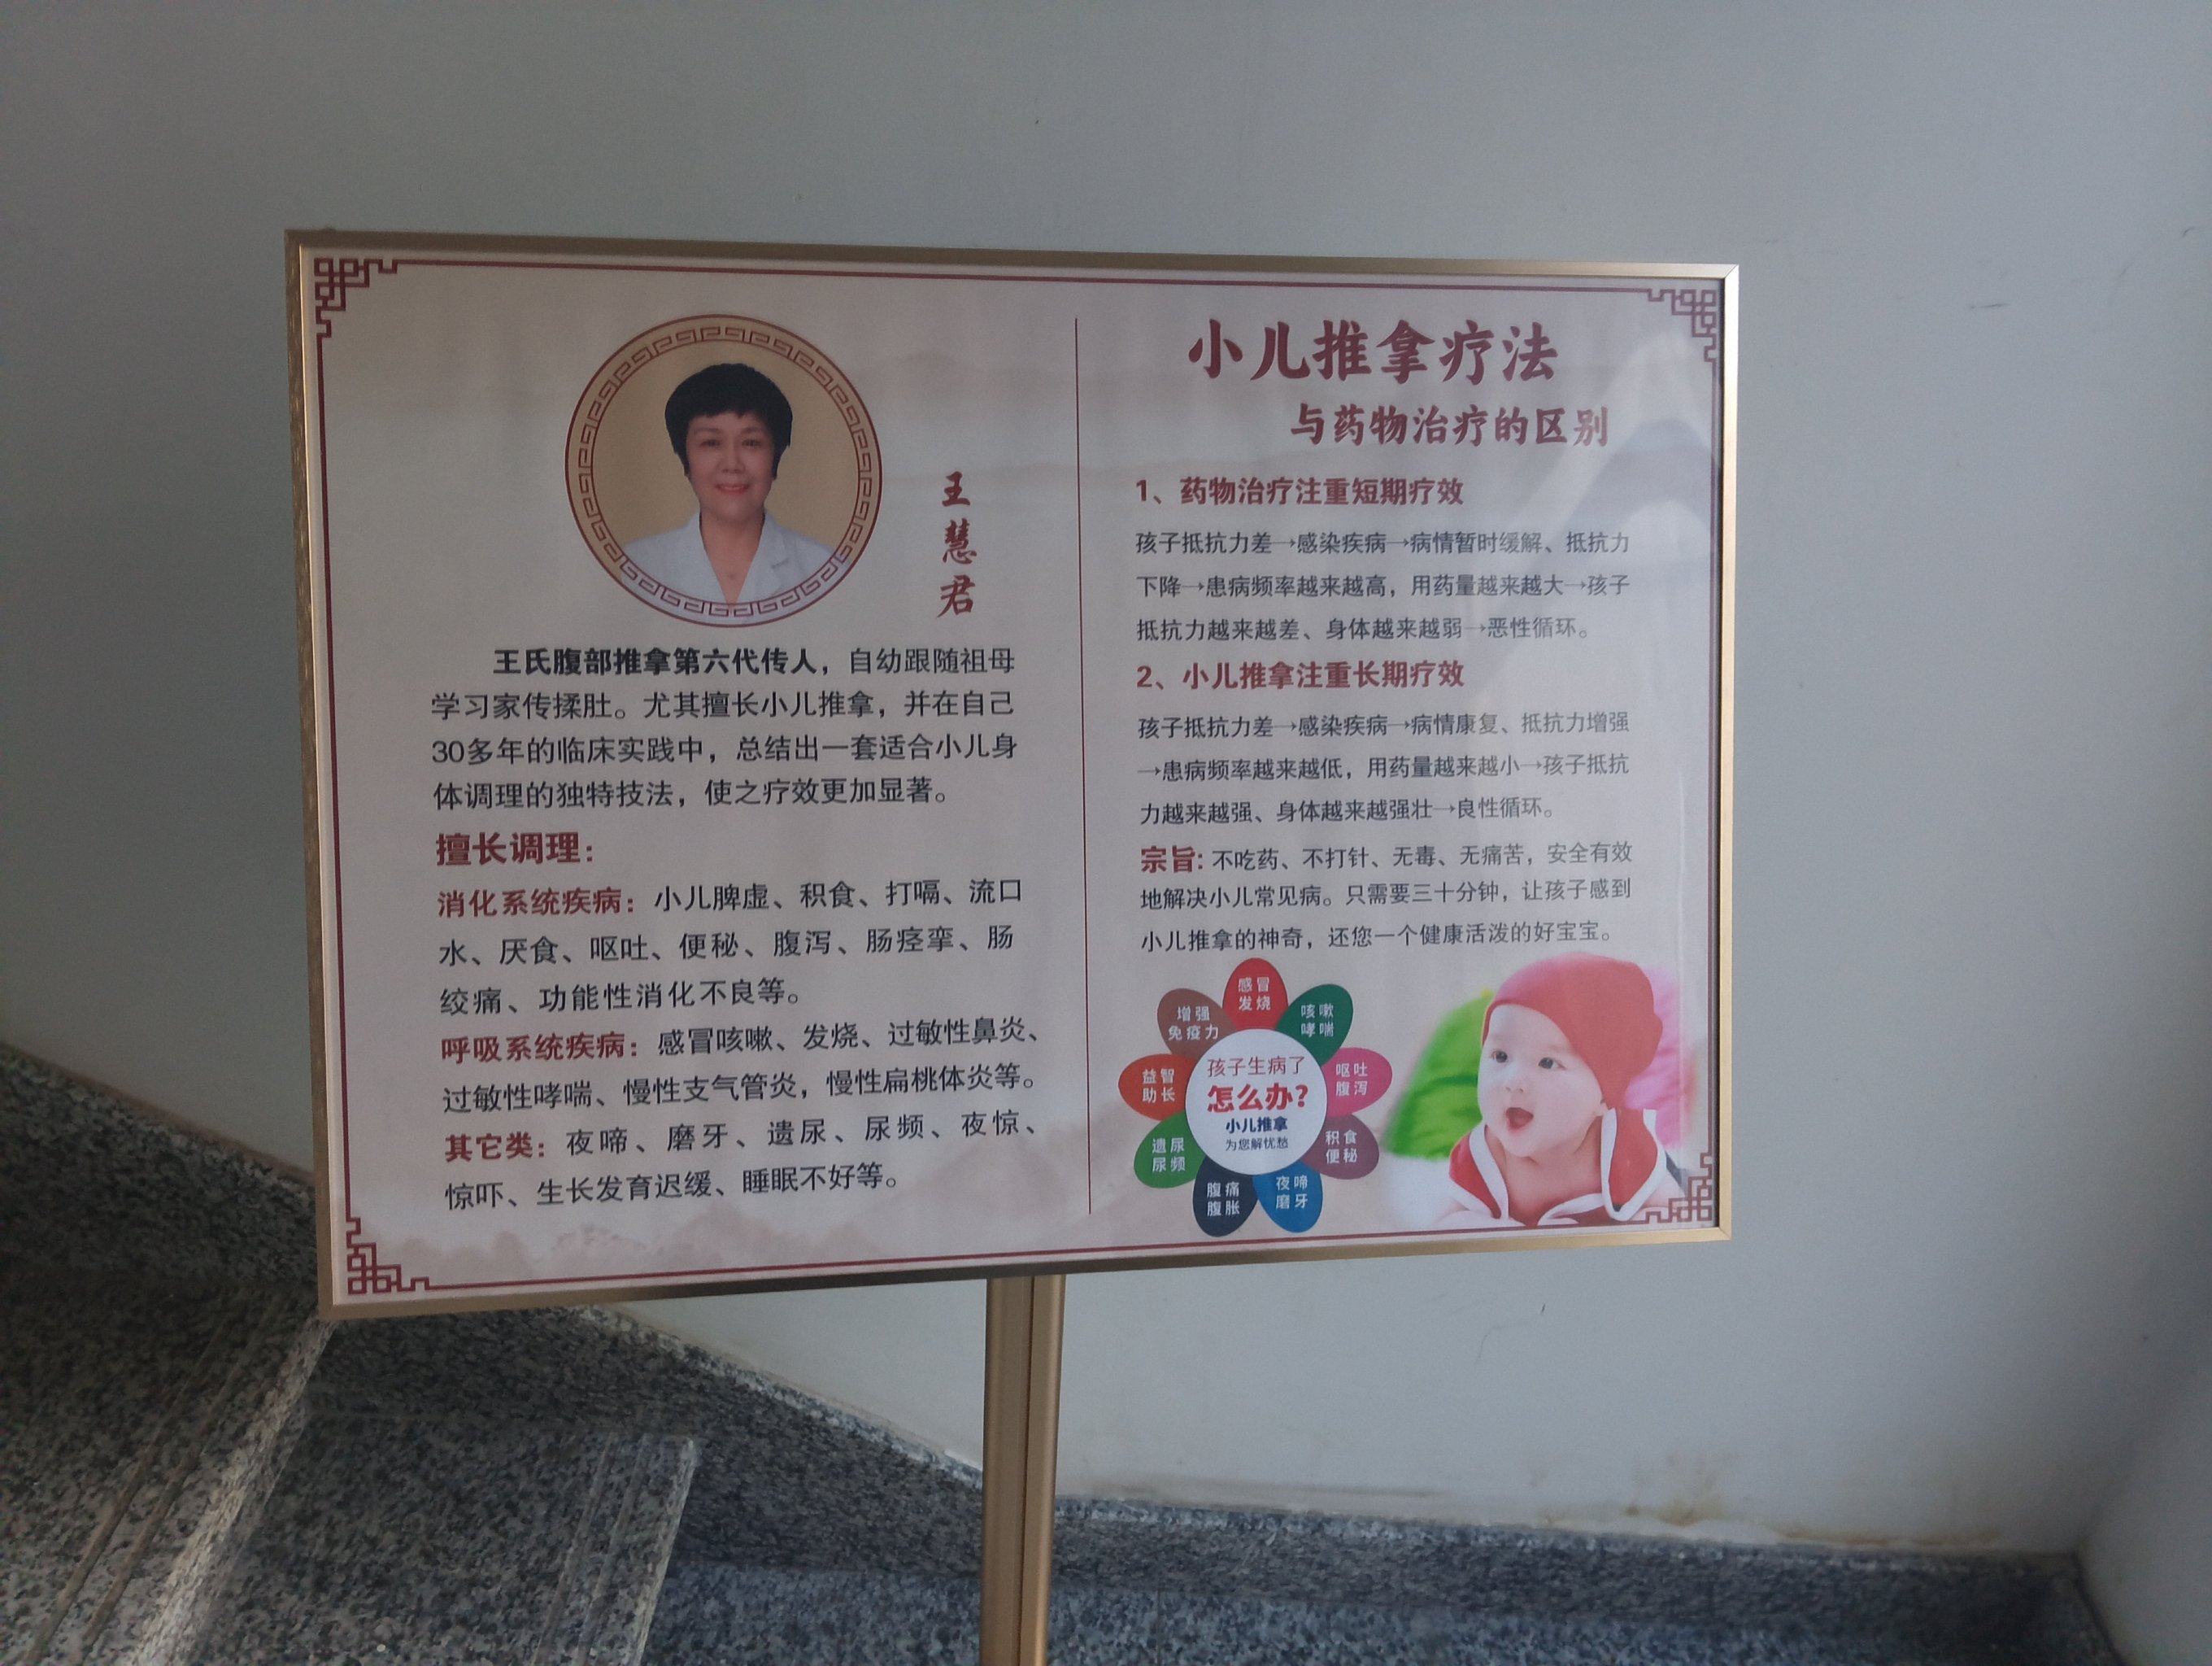 王慧君
王氏腹部推拿第六代传人，自幼跟随祖母
学习家传揉肚。尤其擅长小儿推拿，并在自己
30多年的临床实践中，总结出一套适合小儿身
体调理的独特技法，使之疗效更加显著。
擅长调理：
消化系统疾病：小儿脾虚、积食、打嗝、流口
水、厌食、呕吐、便秘、腹泻、肠痉挛、肠
绞痛、功能性消化不良等。
呼吸系统疾病：感冒咳嗽、发烧、过敏性鼻炎、
过敏性哮喘、慢性支气管炎，慢性扁桃体炎等。
其它类：夜啼、磨牙、遗尿、尿频、夜惊、
惊吓、生长发育迟缓、睡眠不好等。
小儿推拿疗法
与药物治疗的区别
1、药物治疗注重短期疗效
孩子抵抗力差→感染疾病→病情暂时缓解、抵抗力
下降→患病频率越来越高，用药量越来越大→孩子
抵抗力越来越差、身体越来越弱→恶性循环。
2、小儿推拿注重长期疗效
孩子抵抗力差→感染疾病→病情康复、抵抗力增强
→患病频率越来越低，用药量越来越小→孩子抵抗
力越来越强、身体越来越强壮→良性循环。
宗旨：不吃药、不打针、无毒、无痛苦，安全有效
地解决小儿常见病。只需要三十分钟，让孩子感到
小儿推拿的神奇，还您一个健康活泼的好宝宝。
感冒
发烧
咳嗽
哮喘
呕吐
腹泻
积食
便秘
夜啼
磨牙
腹痛
腹胀
遗尿
尿频
益智
助长
增强
免疫力
孩子生病了
怎么办？
小儿推拿
为您解忧愁